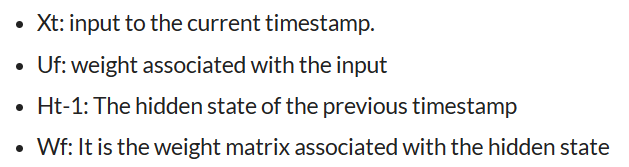 • Xt: input to the current timestamp.
• Uf: weight associated with the input
• Ht-1: The hidden state of the previous timestamp
• Wf: It is the weight matrix associated with the hidden state